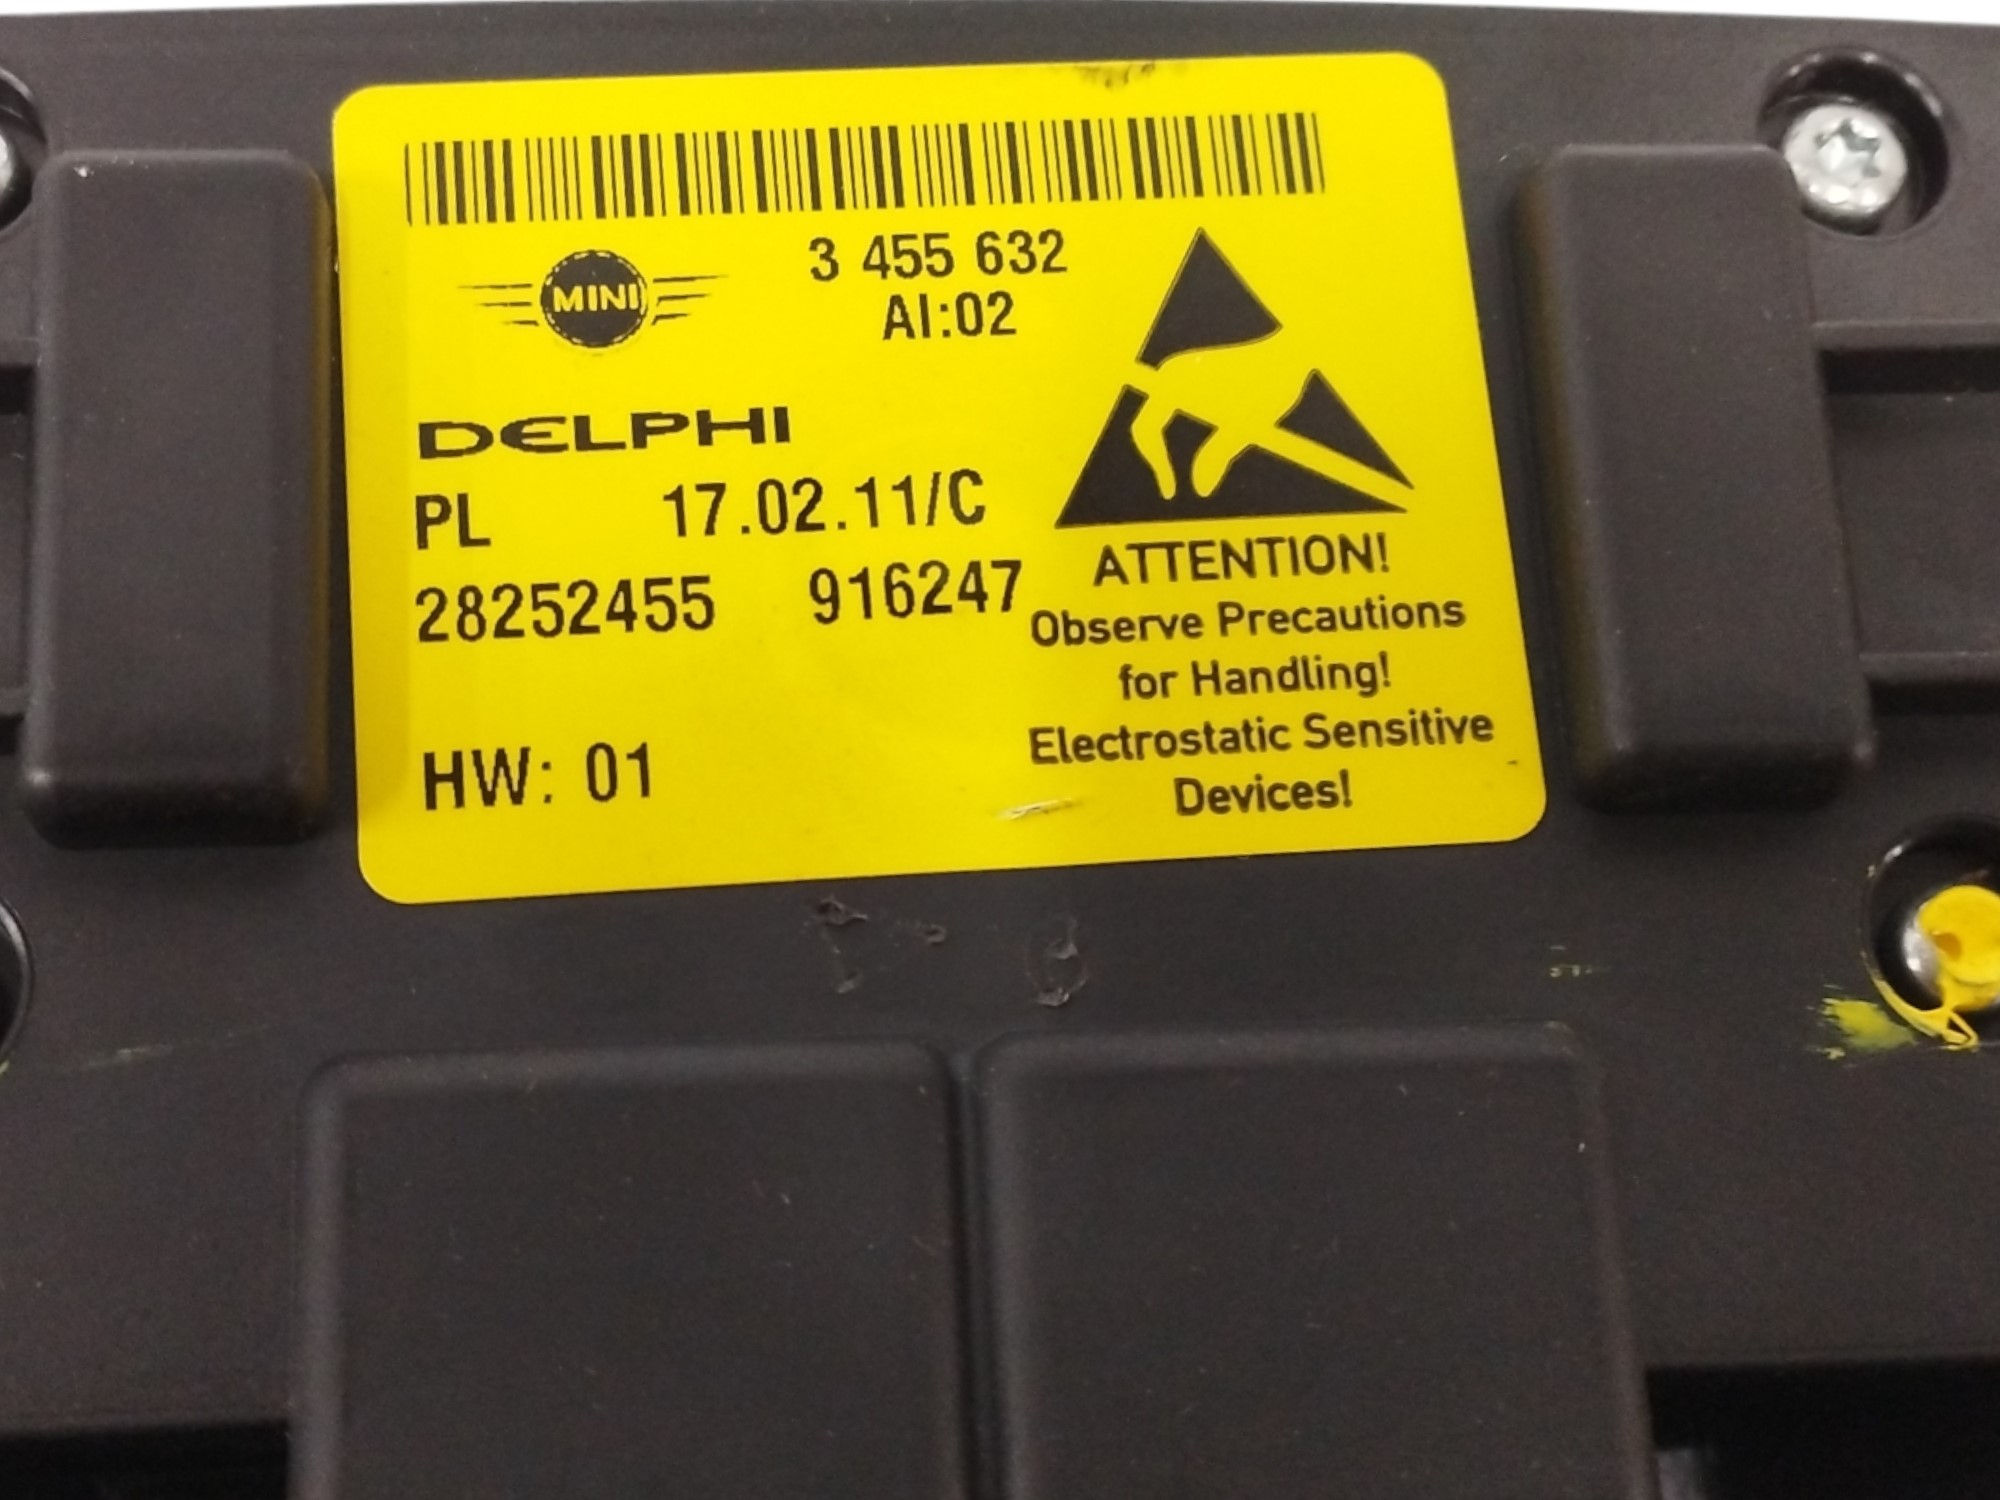 3 455 632
MINI
AI:02
DELPHI
PL 17.02.11/C
28252455 916247
HW: 01
ATTENTION!
Observe Precautions
for Handling!
Electrostatic Sensitive
Devices!